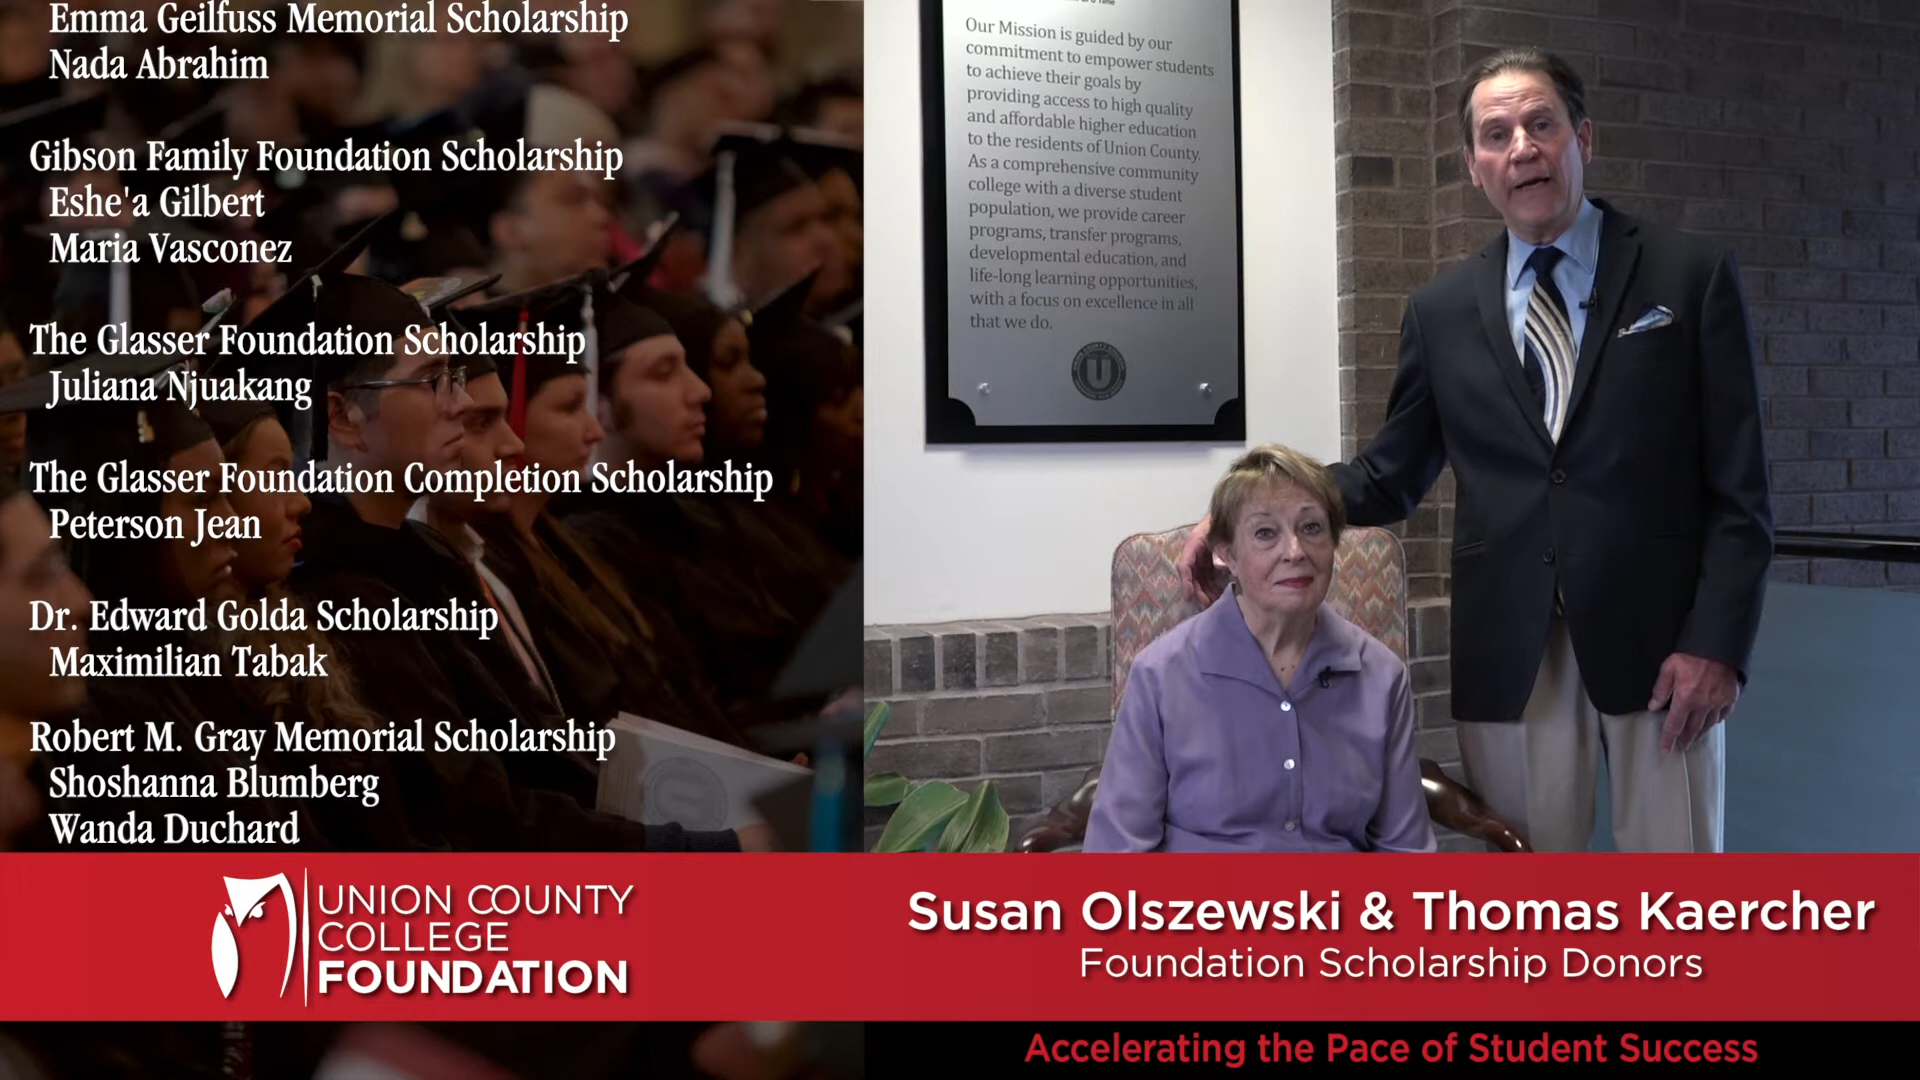 Emma Geilfuss Memorial Scholarship
Nada Abrahim
Gibson Family Foundation Scholarship
Eshe'a Gilbert
Maria Vasconez
The Glasser Foundation Scholarship
Juliana Njuakang
The Glasser Foundation Completion Scholarship
Peterson Jean
Dr. Edward Golda Scholarship
Maximilian Tabak
Robert M. Gray Memorial Scholarship
Shoshanna Blumberg
Wanda Duchard
Our Mission is guided by our
commitment to empower students
to achieve their goals by
providing access to high quality
and affordable higher education
to the residents of Union County.
As a comprehensive community
college with a diverse student
population, we provide career
programs, transfer programs,
developmental education, and
life-long learning opportunities,
with a focus on excellence in all
that we do.
U
UNION COUNTY
COLLEGE
FOUNDATION
Susan Olszewski & Thomas Kaercher
Foundation Scholarship Donors
Accelerating the Pace of Student Success